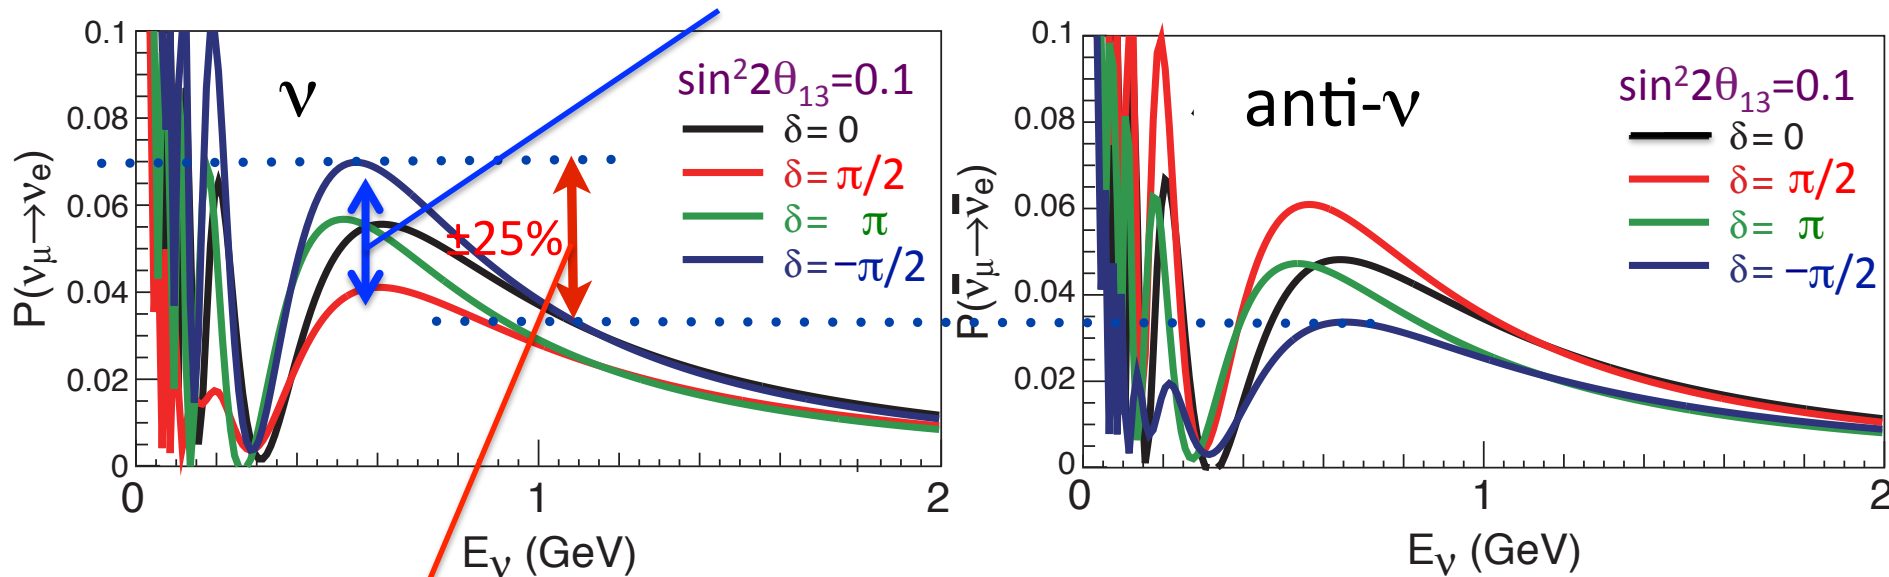 0.1
0.08
0.06
0.04
0.02
0
0
1
2
P(νμ→νe)
Eν (GeV)
ν
sin²2θ₁₃=0.1
δ= 0
δ= π/2
δ= π
δ= −π/2
±25%
0.1
0.08
0.06
0.04
0.02
0
0
1
2
P(ν̄μ→ν̄e)
Eν (GeV)
anti-ν
sin²2θ₁₃=0.1
δ= 0
δ= π/2
δ= π
δ= −π/2